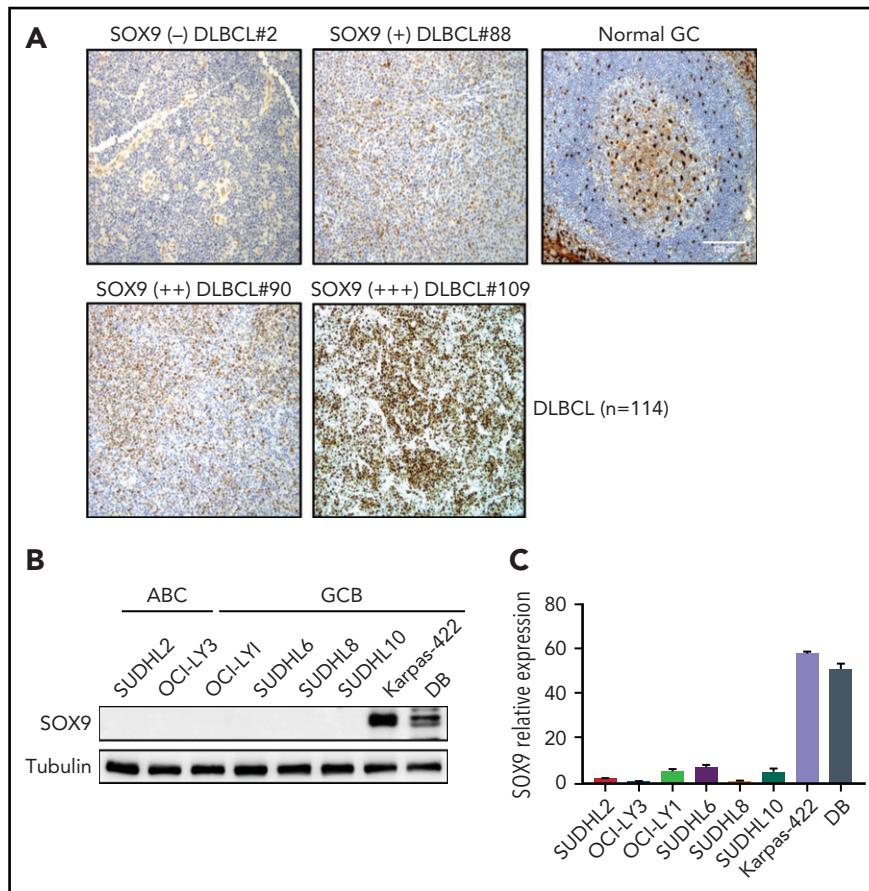 A
SOX9 (–) DLBCL#2
SOX9 (+) DLBCL#88
Normal GC
SOX9 (++) DLBCL#90
SOX9 (+++) DLBCL#109
DLBCL (n=114)
B
ABC
GCB
SUDHL2
OCI-LY3
OCI-LY1
SUDHL6
SUDHL8
SUDHL10
Karpas-422
DB
SOX9
Tubulin
C
SOX9 relative expression
80
60
40
20
0
SUDHL2
OCI-LY3
OCI-LY1
SUDHL6
SUDHL8
SUDHL10
Karpas-422
DB